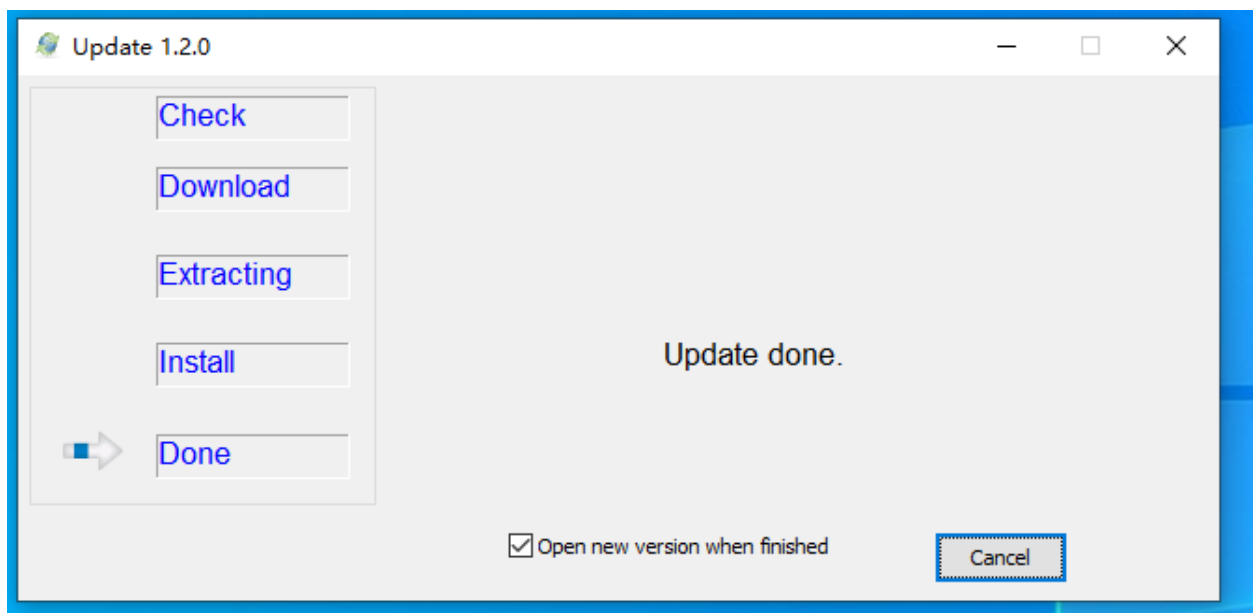 Update 1.2.0
Check
Download
Extracting
Install
Done
Update done.
Open new version when finished
Cancel